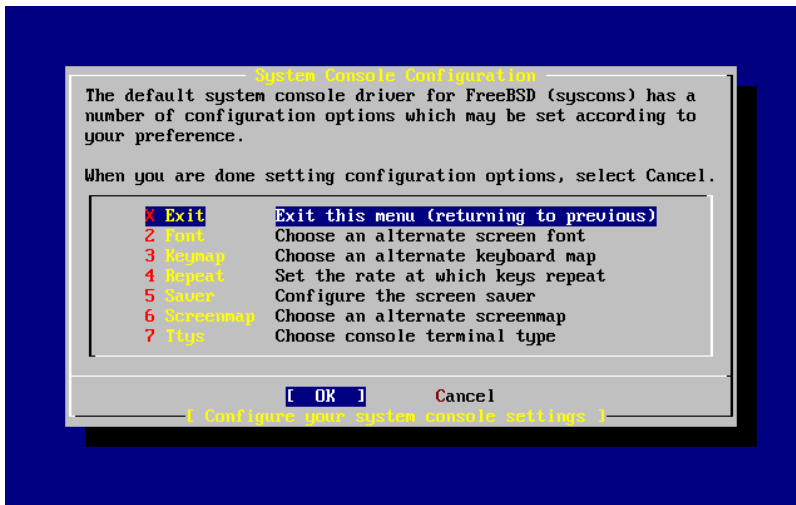 System Console Configuration
The default system console driver for FreeBSD (syscons) has a
number of configuration options which may be set according to
your preference.
When you are done setting configuration options, select Cancel.
X Exit Exit this menu (returning to previous)
2 Font Choose an alternate screen font
3 Keymap Choose an alternate keyboard map
4 Repeat Set the rate at which keys repeat
5 Saver Configure the screen saver
6 Screenmap Choose an alternate screenmap
7 Ttys Choose console terminal type
[ OK ] Cancel
[ Configure your system console settings ]